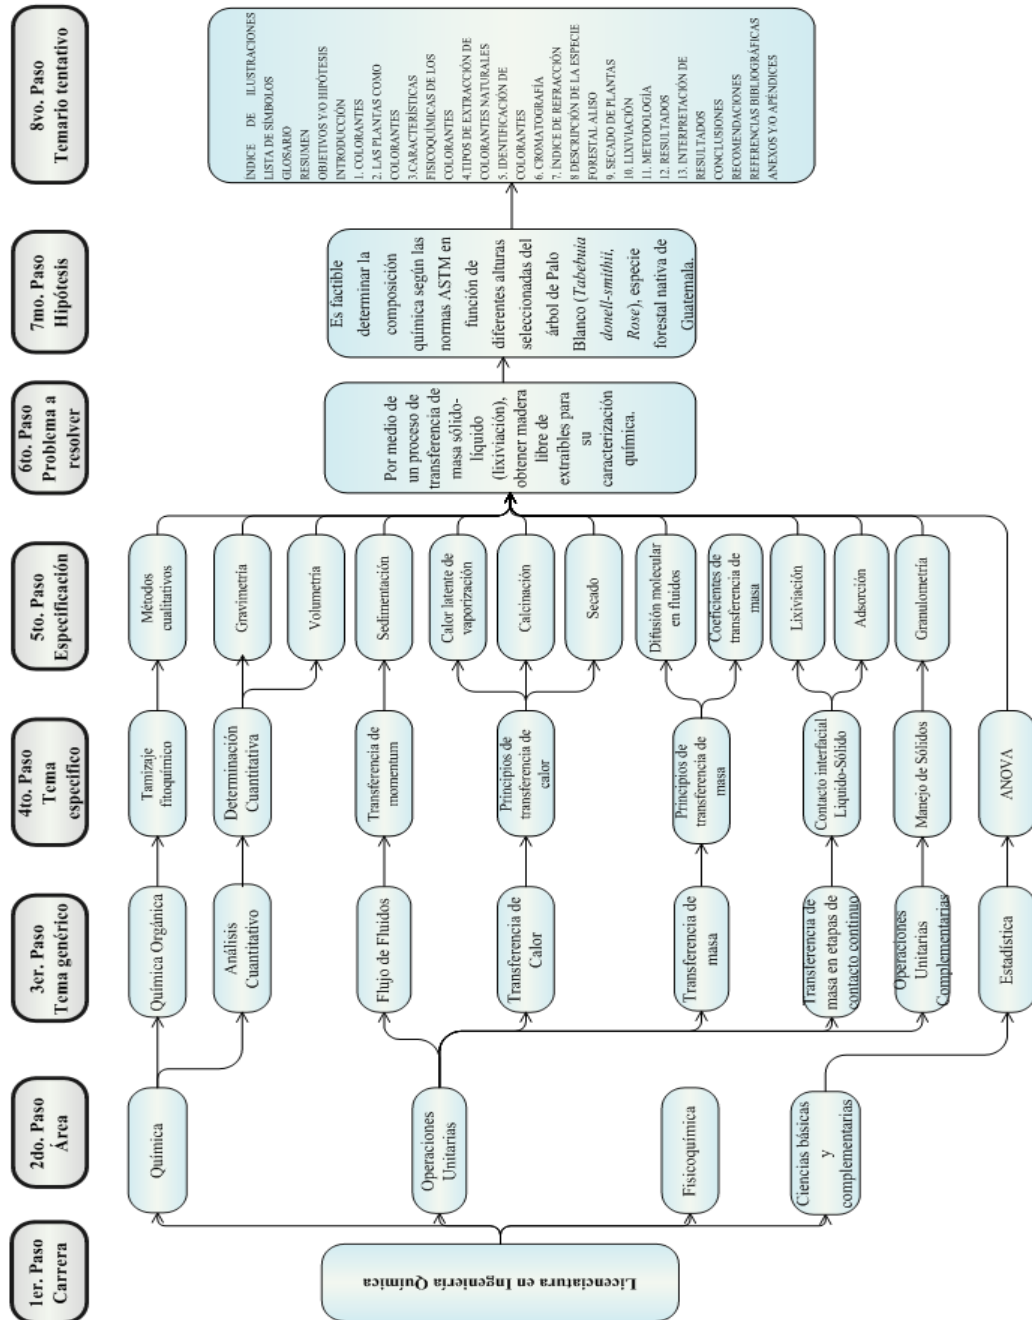 1er. Paso
Carrera
2do. Paso
Área
3er. Paso
Tema genérico
4to. Paso
Tema
específico
5to. Paso
Especificación
6to. Paso
Problema a
resolver
7mo. Paso
Hipótesis
8vo. Paso
Temario tentativo
Licenciatura en Ingeniería Química
Química
Operaciones
Unitarias
Fisicoquímica
Ciencias básicas
y
complementarias
Química Orgánica
Análisis
Cuantitativo
Flujo de Fluidos
Transferencia de
Calor
Transferencia de
masa
Transferencia de
masa en etapas de
contacto continuo
Operaciones
Unitarias
Complementarias
Estadística
Tamizaje
fitoquímico
Determinación
Cuantitativa
Transferencia de
momentum
Principios de
transferencia de
calor
Principios de
transferencia de
masa
Contacto interfacial
Líquido-Sólido
Manejo de Sólidos
ANOVA
Métodos
cualitativos
Gravimetría
Volumetría
Sedimentación
Calor latente de
vaporización
Calcinación
Secado
Difusión molecular
en fluidos
Coeficientes de
transferencia de
masa
Lixiviación
Adsorción
Granulometría
Por medio de
un proceso de
transferencia de
masa sólido-
líquido
(lixiviación),
obtener madera
libre de
extraíbles para
su
caracterización
química.
Es factible
determinar la
composición
química según las
normas ASTM en
función de
diferentes alturas
seleccionadas del
árbol de Palo
Blanco (Tabebuia
donell-smithii,
Rose), especie
forestal nativa de
Guatemala.
INDICE DE ILUSTRACIONES
LISTA DE SÍMBOLOS
GLOSARIO
RESUMEN
OBJETIVOS Y/O HIPÓTESIS
INTRODUCCIÓN
1. COLORANTES
2. LAS PLANTAS COMO
COLORANTES
3.CARACTERÍSTICAS
FISICOQUÍMICAS DE LOS
COLORANTES
4.TIPOS DE EXTRACCIÓN DE
COLORANTES NATURALES
5. IDENTIFICACIÓN DE
COLORANTES
6. CROMATOGRAFÍA
7. ÍNDICE DE REFRACCIÓN
8 DESCRIPCIÓN DE LA ESPECIE
FORESTAL ALISO
9. SECADO DE PLANTAS
10. LIXIVIACIÓN
11. METODOLOGÍA
12. RESULTADOS
13. INTERPRETACIÓN DE
RESULTADOS
CONCLUSIONES
RECOMENDACIONES
REFERENCIAS BIBLIOGRÁFICAS
ANEXOS Y/O APÉNDICES